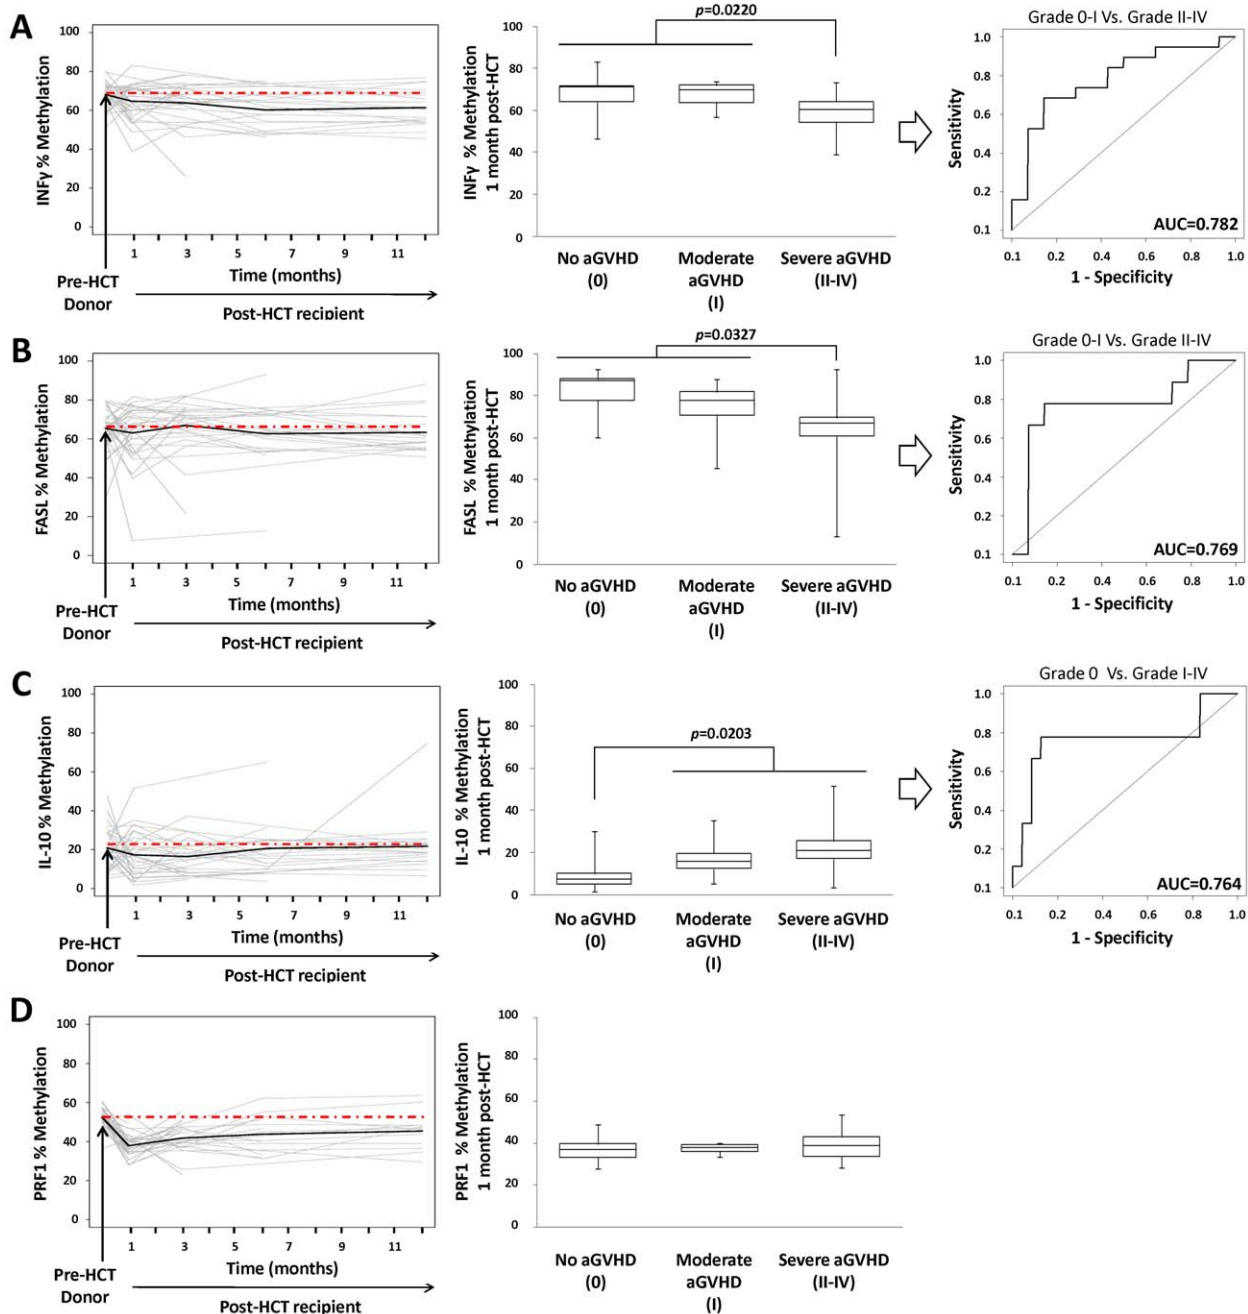 A
INFγ % Methylation
100
80
60
40
20
0
1
3
5
7
9
11
Time (months)
Pre-HCT
Donor
Post-HCT recipient
INFγ % Methylation
1 month post-HCT
100
80
60
40
20
0
p=0.0220
No aGVHD
(0)
Moderate
aGVHD
(I)
Severe aGVHD
(II-IV)
Grade 0-I Vs. Grade II-IV
Sensitivity
1.0
0.8
0.6
0.4
0.2
0.1
AUC=0.782
0.1
0.2
0.4
0.6
0.8
1.0
1 - Specificity
B
FASL % Methylation
100
80
60
40
20
0
1
3
5
7
9
11
Time (months)
Pre-HCT
Donor
Post-HCT recipient
FASL % Methylation
1 month post-HCT
100
80
60
40
20
0
p=0.0327
No aGVHD
(0)
Moderate
aGVHD
(I)
Severe aGVHD
(II-IV)
Grade 0-I Vs. Grade II-IV
Sensitivity
1.0
0.8
0.6
0.4
0.2
0.1
AUC=0.769
0.1
0.2
0.4
0.6
0.8
1.0
1 - Specificity
C
IL-10 % Methylation
100
80
60
40
20
0
1
3
5
7
9
11
Time (months)
Pre-HCT
Donor
Post-HCT recipient
IL-10 % Methylation
1 month post-HCT
100
80
60
40
20
0
p=0.0203
No aGVHD
(0)
Moderate
aGVHD
(I)
Severe aGVHD
(II-IV)
Grade 0 Vs. Grade I-IV
Sensitivity
1.0
0.8
0.6
0.4
0.2
0.1
AUC=0.764
0.1
0.2
0.4
0.6
0.8
1.0
1 - Specificity
D
PRF1 % Methylation
100
80
60
40
20
0
1
3
5
7
9
11
Time (months)
Pre-HCT
Donor
Post-HCT recipient
PRF1 % Methylation
1 month post-HCT
100
80
60
40
20
0
No aGVHD
(0)
Moderate
aGVHD
(I)
Severe aGVHD
(II-IV)